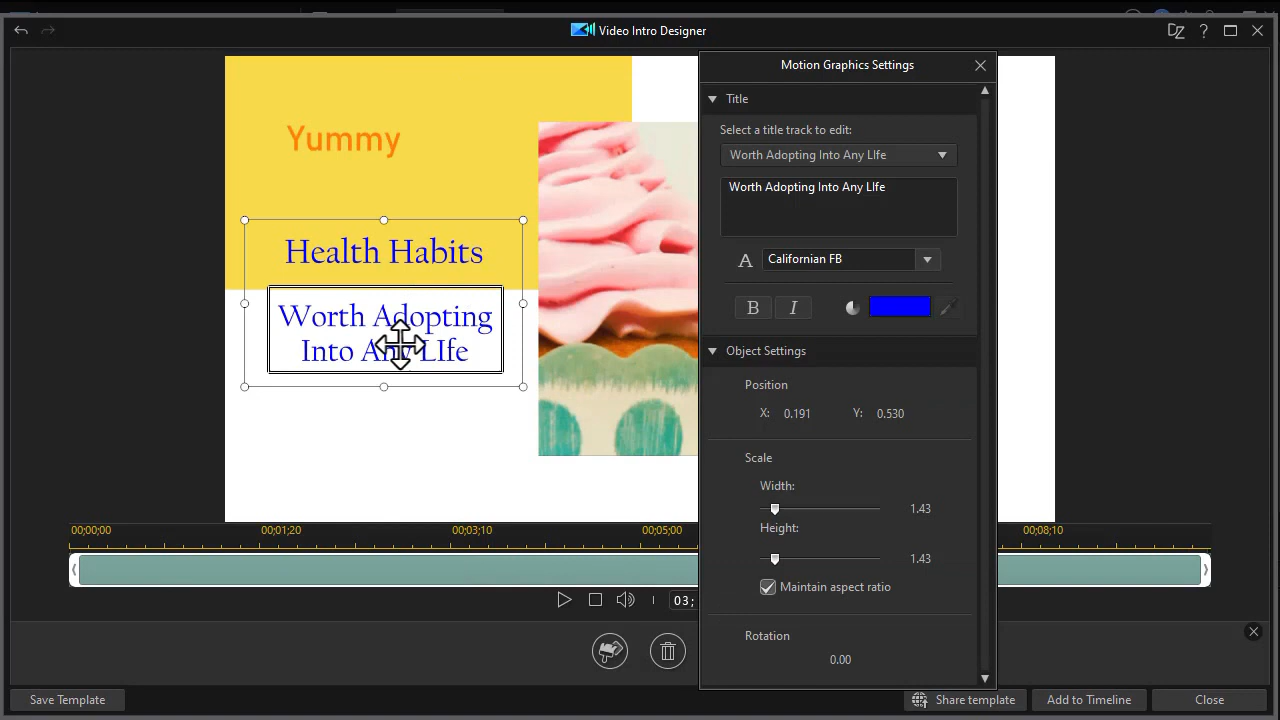 Video Intro Designer
Yummy
Health Habits
Worth Adopting
Into Any LIfe
Motion Graphics Settings
Title
Select a title track to edit:
Worth Adopting Into Any LIfe
Worth Adopting Into Any LIfe
A Californian FB
B I
Object Settings
Position
X: 0.191 Y: 0.530
Scale
Width:
1.43
Height:
1.43
Maintain aspect ratio
Rotation
0.00
00;00;00 00;01;20 00;03;10 00;05;00 00;08;10
03;
Save Template Share template Add to Timeline Close